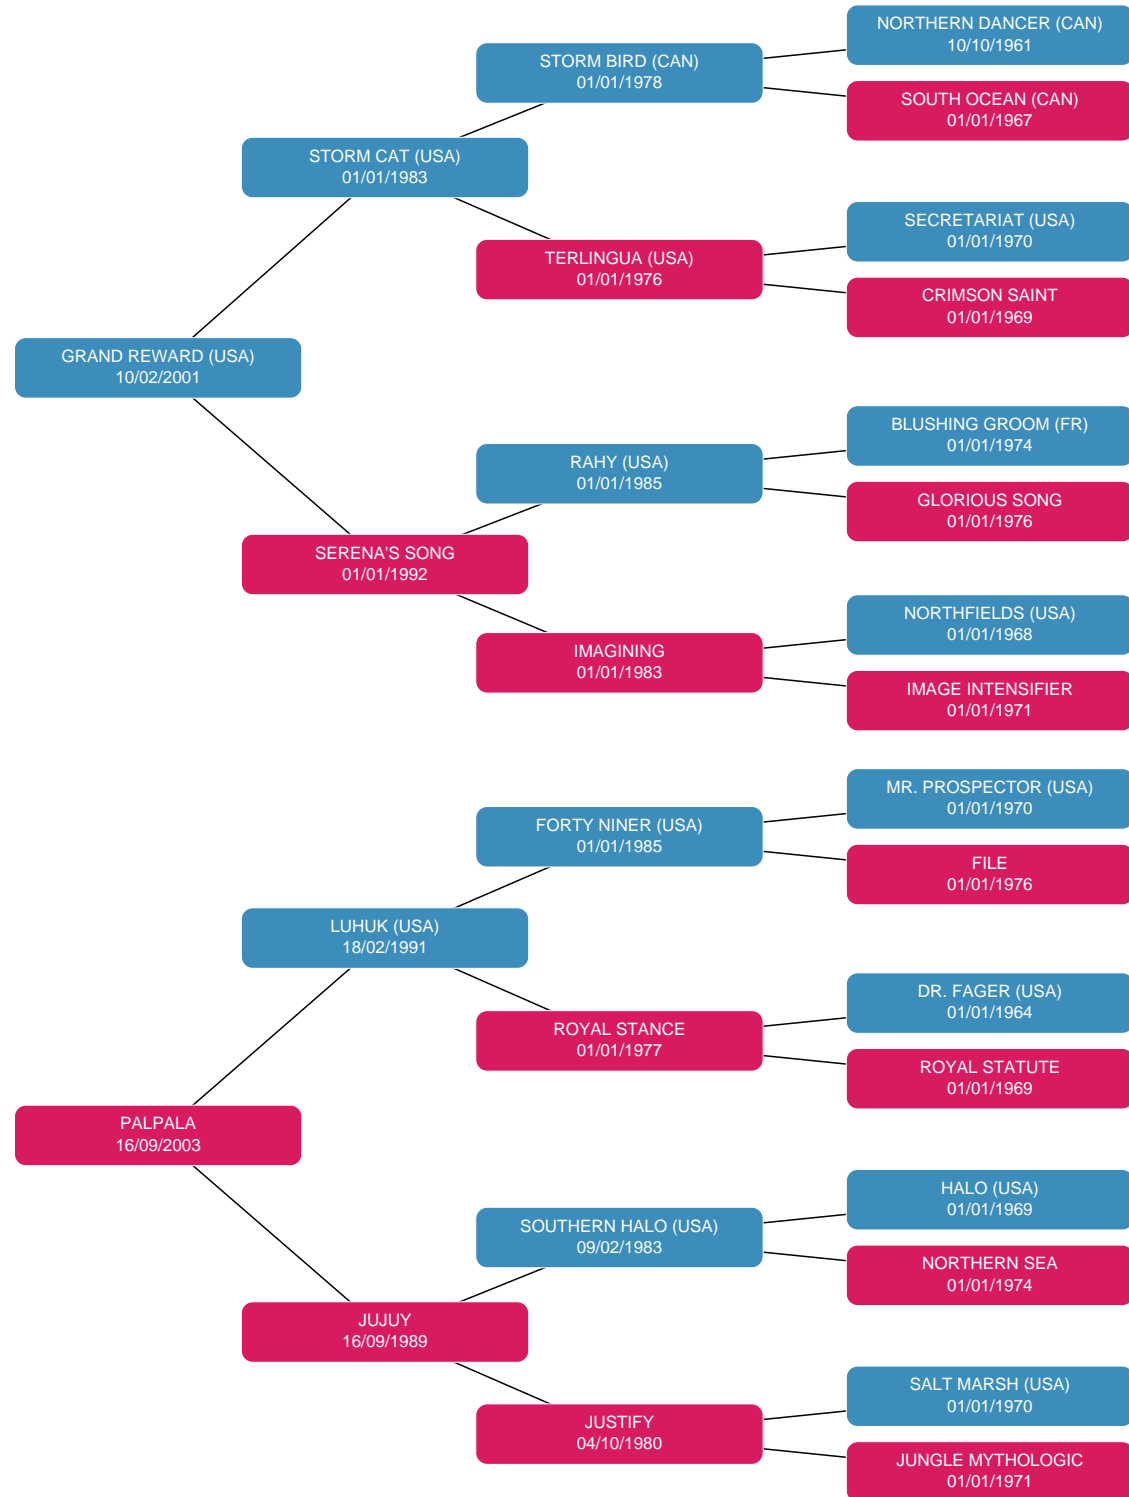 NORTHERN DANCER (CAN)
10/10/1961
STORM BIRD (CAN)
01/01/1978
SOUTH OCEAN (CAN)
01/01/1967
STORM CAT (USA)
01/01/1983
SECRETARIAT (USA)
01/01/1970
TERLINGUA (USA)
01/01/1976
CRIMSON SAINT
01/01/1969
GRAND REWARD (USA)
10/02/2001
BLUSHING GROOM (FR)
01/01/1974
RAHY (USA)
01/01/1985
GLORIOUS SONG
01/01/1976
SERENA'S SONG
01/01/1992
NORTHFIELDS (USA)
01/01/1968
IMAGINING
01/01/1983
IMAGE INTENSIFIER
01/01/1971
MR. PROSPECTOR (USA)
01/01/1970
FORTY NINER (USA)
01/01/1985
FILE
01/01/1976
LUHUK (USA)
18/02/1991
DR. FAGER (USA)
01/01/1964
ROYAL STANCE
01/01/1977
ROYAL STATUTE
01/01/1969
PALPALA
16/09/2003
HALO (USA)
01/01/1969
SOUTHERN HALO (USA)
09/02/1983
NORTHERN SEA
01/01/1974
JUJUY
16/09/1989
SALT MARSH (USA)
01/01/1970
JUSTIFY
04/10/1980
JUNGLE MYTHOLOGIC
01/01/1971